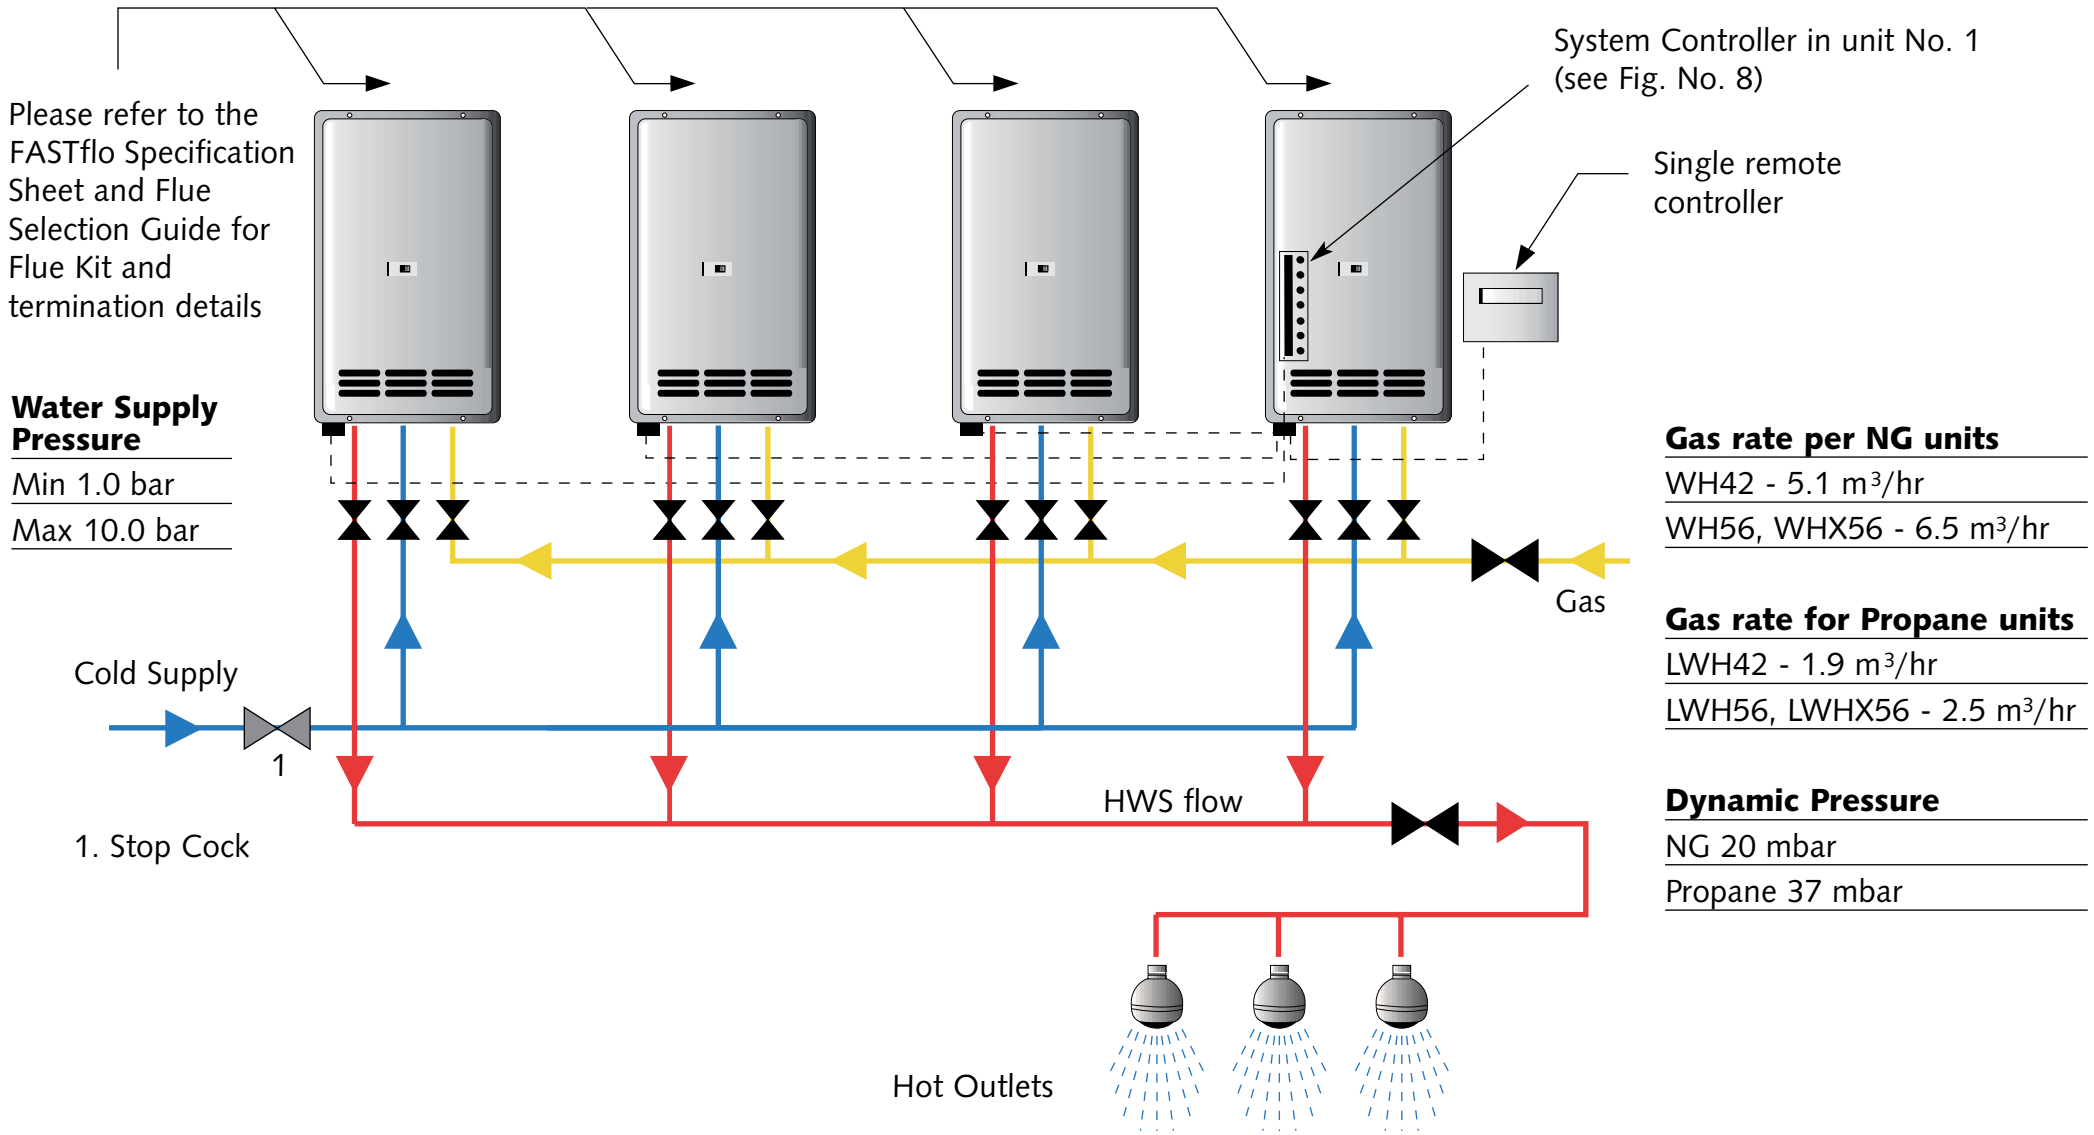 Please refer to the
FASTflo Specification
Sheet and Flue
Selection Guide for
Flue Kit and
termination details
System Controller in unit No. 1
(see Fig. No. 8)
Single remote
controller
Water Supply
Pressure
Min 1.0 bar
Max 10.0 bar
Gas rate per NG units
WH42 - 5.1 m³/hr
WH56, WHX56 - 6.5 m³/hr
Gas
Gas rate for Propane units
LWH42 - 1.9 m³/hr
LWH56, LWHX56 - 2.5 m³/hr
Cold Supply
1
HWS flow
1. Stop Cock
Dynamic Pressure
NG 20 mbar
Propane 37 mbar
Hot Outlets